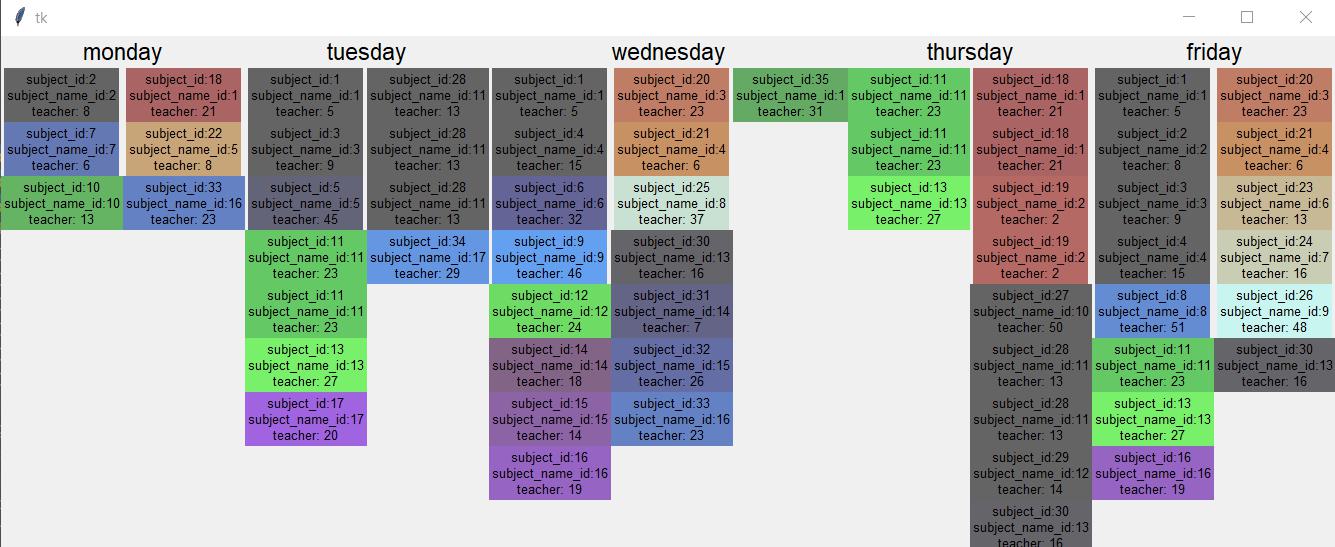 tk
monday
tuesday
wednesday
thursday
friday
subject_id:2
subject_name_id:2
teacher: 8
subject_id:7
subject_name_id:7
teacher: 6
subject_id:10
subject_name_id:10
teacher: 13
subject_id:18
subject_name_id:1
teacher: 21
subject_id:22
subject_name_id:5
teacher: 8
subject_id:33
subject_name_id:16
teacher: 23
subject_id:1
subject_name_id:1
teacher: 5
subject_id:3
subject_name_id:3
teacher: 9
subject_id:5
subject_name_id:5
teacher: 45
subject_id:11
subject_name_id:11
teacher: 23
subject_id:11
subject_name_id:11
teacher: 23
subject_id:13
subject_name_id:13
teacher: 27
subject_id:17
subject_name_id:17
teacher: 20
subject_id:28
subject_name_id:11
teacher: 13
subject_id:28
subject_name_id:11
teacher: 13
subject_id:28
subject_name_id:11
teacher: 13
subject_id:34
subject_name_id:17
teacher: 29
subject_id:1
subject_name_id:1
teacher: 5
subject_id:4
subject_name_id:4
teacher: 15
subject_id:6
subject_name_id:6
teacher: 32
subject_id:9
subject_name_id:9
teacher: 46
subject_id:12
subject_name_id:12
teacher: 24
subject_id:14
subject_name_id:14
teacher: 18
subject_id:15
subject_name_id:15
teacher: 14
subject_id:16
subject_name_id:16
teacher: 19
subject_id:20
subject_name_id:3
teacher: 23
subject_id:21
subject_name_id:4
teacher: 6
subject_id:25
subject_name_id:8
teacher: 37
subject_id:30
subject_name_id:13
teacher: 16
subject_id:31
subject_name_id:14
teacher: 7
subject_id:32
subject_name_id:15
teacher: 26
subject_id:33
subject_name_id:16
teacher: 23
subject_id:35
subject_name_id:1
teacher: 31
subject_id:11
subject_name_id:11
teacher: 23
subject_id:11
subject_name_id:11
teacher: 23
subject_id:13
subject_name_id:13
teacher: 27
subject_id:18
subject_name_id:1
teacher: 21
subject_id:18
subject_name_id:1
teacher: 21
subject_id:19
subject_name_id:2
teacher: 2
subject_id:19
subject_name_id:2
teacher: 2
subject_id:27
subject_name_id:10
teacher: 50
subject_id:28
subject_name_id:11
teacher: 13
subject_id:28
subject_name_id:11
teacher: 13
subject_id:29
subject_name_id:12
teacher: 14
subject_id:30
subject_name_id:13
teacher: 16
subject_id:1
subject_name_id:1
teacher: 5
subject_id:2
subject_name_id:2
teacher: 8
subject_id:3
subject_name_id:3
teacher: 9
subject_id:4
subject_name_id:4
teacher: 15
subject_id:8
subject_name_id:8
teacher: 51
subject_id:11
subject_name_id:11
teacher: 23
subject_id:13
subject_name_id:13
teacher: 27
subject_id:16
subject_name_id:16
teacher: 19
subject_id:20
subject_name_id:3
teacher: 23
subject_id:21
subject_name_id:4
teacher: 6
subject_id:23
subject_name_id:6
teacher: 13
subject_id:24
subject_name_id:7
teacher: 16
subject_id:26
subject_name_id:9
teacher: 48
subject_id:30
subject_name_id:13
teacher: 16